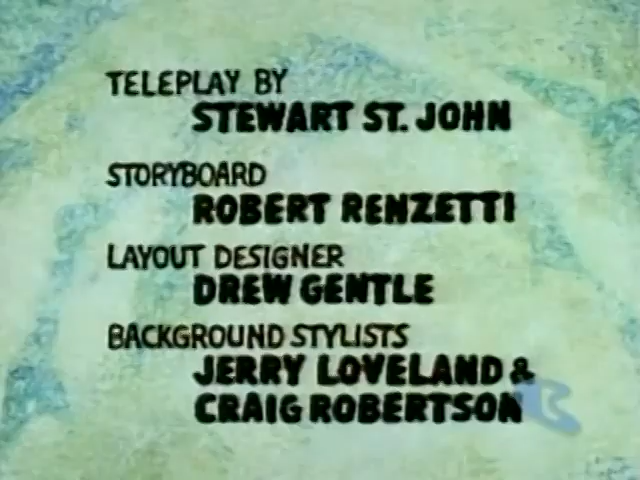 TELEPLAY BY
STEWART ST. JOHN
STORYBOARD
ROBERT RENZETTI
LAYOUT DESIGNER
DREW GENTLE
BACKGROUND STYLISTS
JERRY LOVELAND &
CRAIG ROBERTSON